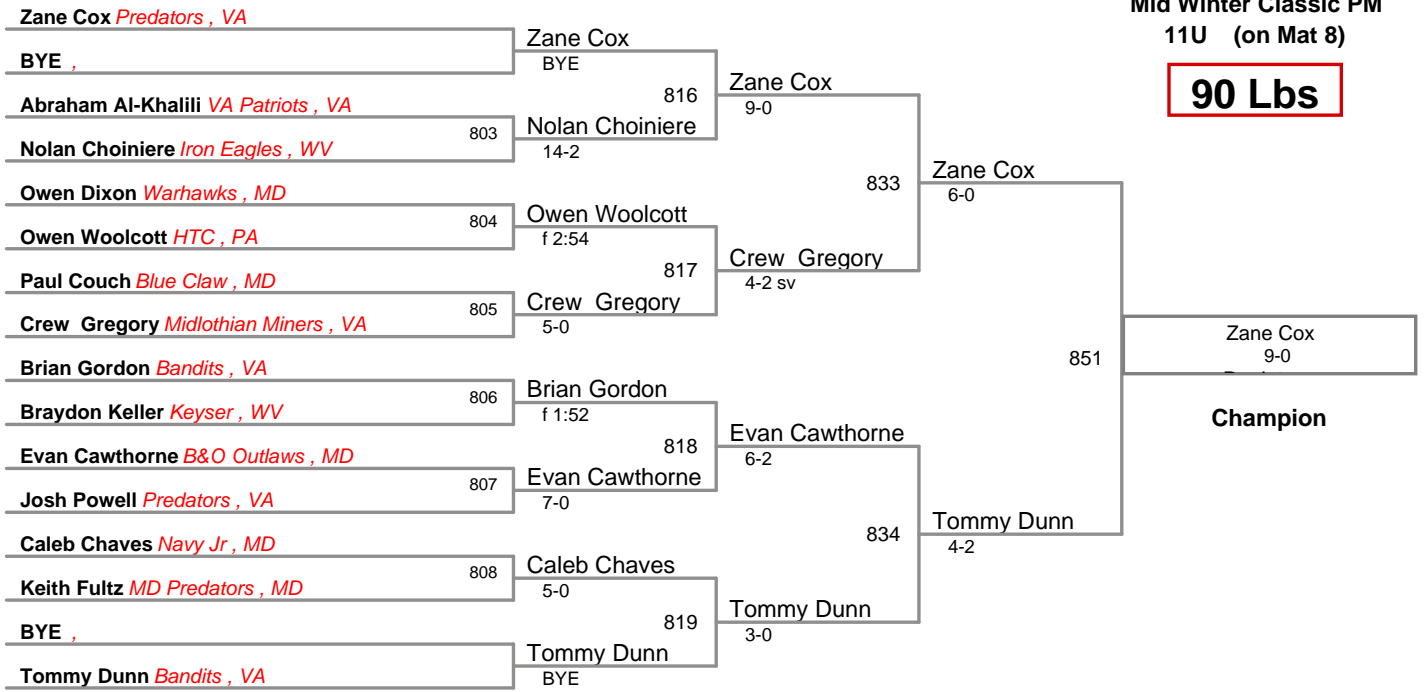 Mid Winter Classic PM
11U (on Mat 8)
90 Lbs
Zane Cox Predators , VA
BYE ,
Abraham Al-Khalili VA Patriots , VA
Nolan Choiniere Iron Eagles , WV
Owen Dixon Warhawks , MD
Owen Woolcott HTC , PA
Paul Couch Blue Claw , MD
Crew Gregory Midlothian Miners , VA
Brian Gordon Bandits , VA
Braydon Keller Keyser , WV
Evan Cawthorne B&O Outlaws , MD
Josh Powell Predators , VA
Caleb Chaves Navy Jr , MD
Keith Fultz MD Predators , MD
BYE ,
Tommy Dunn Bandits , VA
803
804
805
806
807
808
Zane Cox
BYE
Nolan Choiniere
14-2
Owen Woolcott
f 2:54
Crew Gregory
5-0
Brian Gordon
f 1:52
Evan Cawthorne
7-0
Caleb Chaves
5-0
Tommy Dunn
BYE
816
817
818
819
Zane Cox
9-0
Crew Gregory
4-2 sv
Evan Cawthorne
6-2
Tommy Dunn
3-0
833
834
Zane Cox
6-0
Tommy Dunn
4-2
851
Zane Cox
9-0
Champion